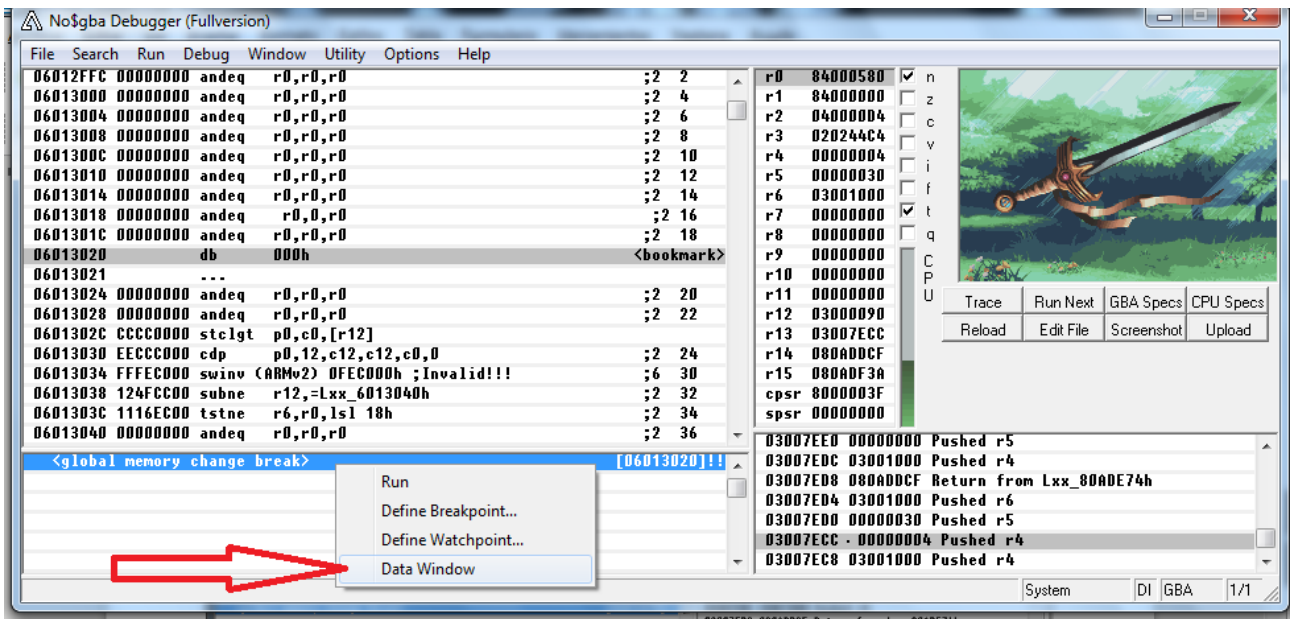 No$gba Debugger (Fullversion)
File Search Run Debug Window Utility Options Help
06012FFC 00000000 andeq r0,r0,r0 ;2 2
06013000 00000000 andeq r0,r0,r0 ;2 4
06013004 00000000 andeq r0,r0,r0 ;2 6
06013008 00000000 andeq r0,r0,r0 ;2 8
0601300C 00000000 andeq r0,r0,r0 ;2 10
06013010 00000000 andeq r0,r0,r0 ;2 12
06013014 00000000 andeq r0,r0,r0 ;2 14
06013018 00000000 andeq r0,0,r0 ;2 16
0601301C 00000000 andeq r0,r0,r0 ;2 18
06013020 db 000h <bookmark>
06013021 ...
06013024 00000000 andeq r0,r0,r0 ;2 20
06013028 00000000 andeq r0,r0,r0 ;2 22
0601302C CCCC0000 stclgt p0,c0,[r12]
06013030 EECCC000 cdp p0,12,c12,c12,c0,0 ;2 24
06013034 FFFEC000 swinv (ARMv2) 0FEC000h ;Invalid!!! ;6 30
06013038 124FCC00 subne r12,=Lxx_6013040h ;2 32
0601303C 1116EC00 tstne r6,r0,lsl 18h ;2 34
06013040 00000000 andeq r0,r0,r0 ;2 36
r0 84000580 n
r1 84000000 z
r2 040000D4 c
r3 020244C4 v
r4 00000004 i
r5 00000030 f
r6 03001000 t
r7 00000000 q
r8 00000000
r9 00000000
r10 00000000
r11 00000000
r12 03000090
r13 03007ECC
r14 080ADDCF
r15 080ADF3A
cpsr 8000003F
spsr 00000000
CPU
Trace Run Next GBA Specs CPU Specs
Reload Edit File Screenshot Upload
<global memory change break> [06013020]!!
Run
Define Breakpoint...
Define Watchpoint...
Data Window
03007EE0 00000000 Pushed r5
03007EDC 03001000 Pushed r4
03007ED8 080ADDCF Return from Lxx_80ADE74h
03007ED4 03001000 Pushed r6
03007ED0 00000030 Pushed r5
03007ECC · 00000004 Pushed r4
03007EC8 03001000 Pushed r4
System DI GBA 1/1